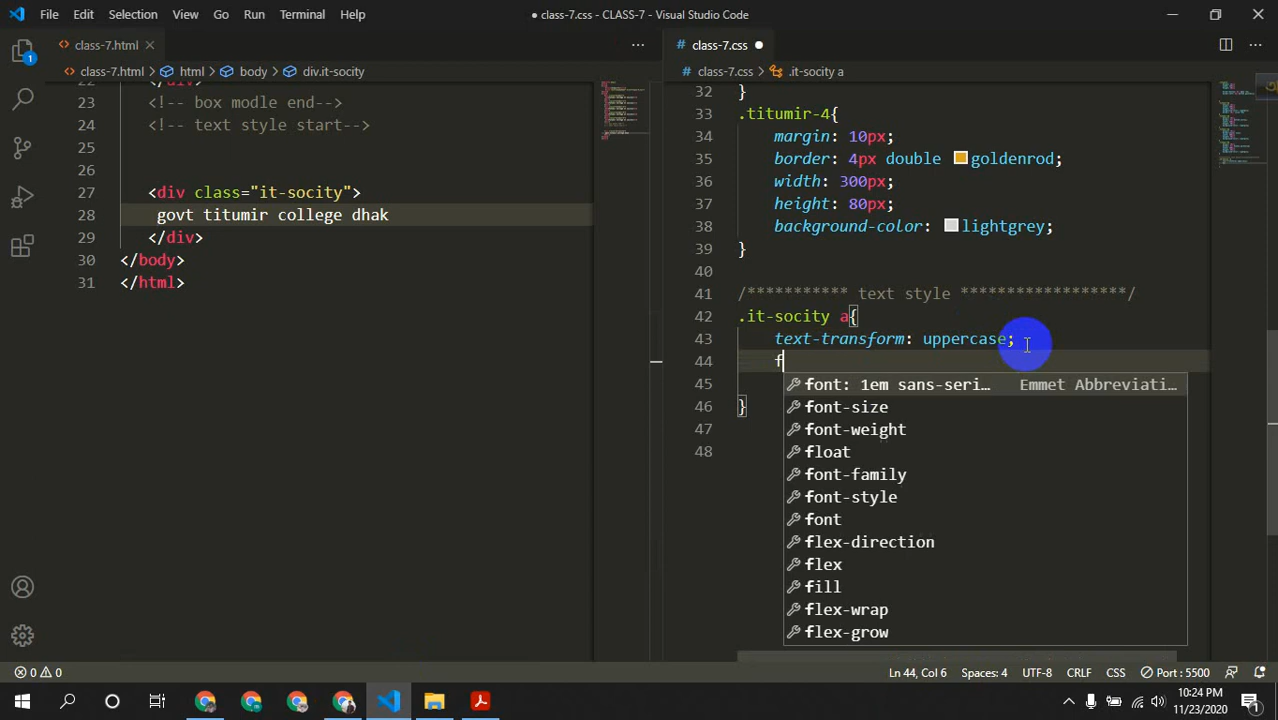 File Edit Selection View Go Run Terminal Help
● class-7.css - CLASS-7 - Visual Studio Code
class-7.html
class-7.html > html > body > div.it-socity
23 <!-- box modle end-->
24 <!-- text style start-->
25
26
27 <div class="it-socity">
28 govt titumir college dhak
29 </div>
30 </body>
31 </html>
class-7.css
class-7.css > .it-socity a
32 }
33 .titumir-4{
34 margin: 10px;
35 border: 4px double goldenrod;
36 width: 300px;
37 height: 80px;
38 background-color: lightgrey;
39 }
40
41 /*********** text style ******************/
42 .it-socity a{
43 text-transform: uppercase;
44 f
45
46 }
47
48
font: 1em sans-seri… Emmet Abbreviati…
font-size
font-weight
float
font-family
font-style
font
flex-direction
flex
fill
flex-wrap
flex-grow
1
0 0
Ln 44, Col 6 Spaces: 4 UTF-8 CRLF CSS Port : 5500
10:24 PM
11/23/2020
1